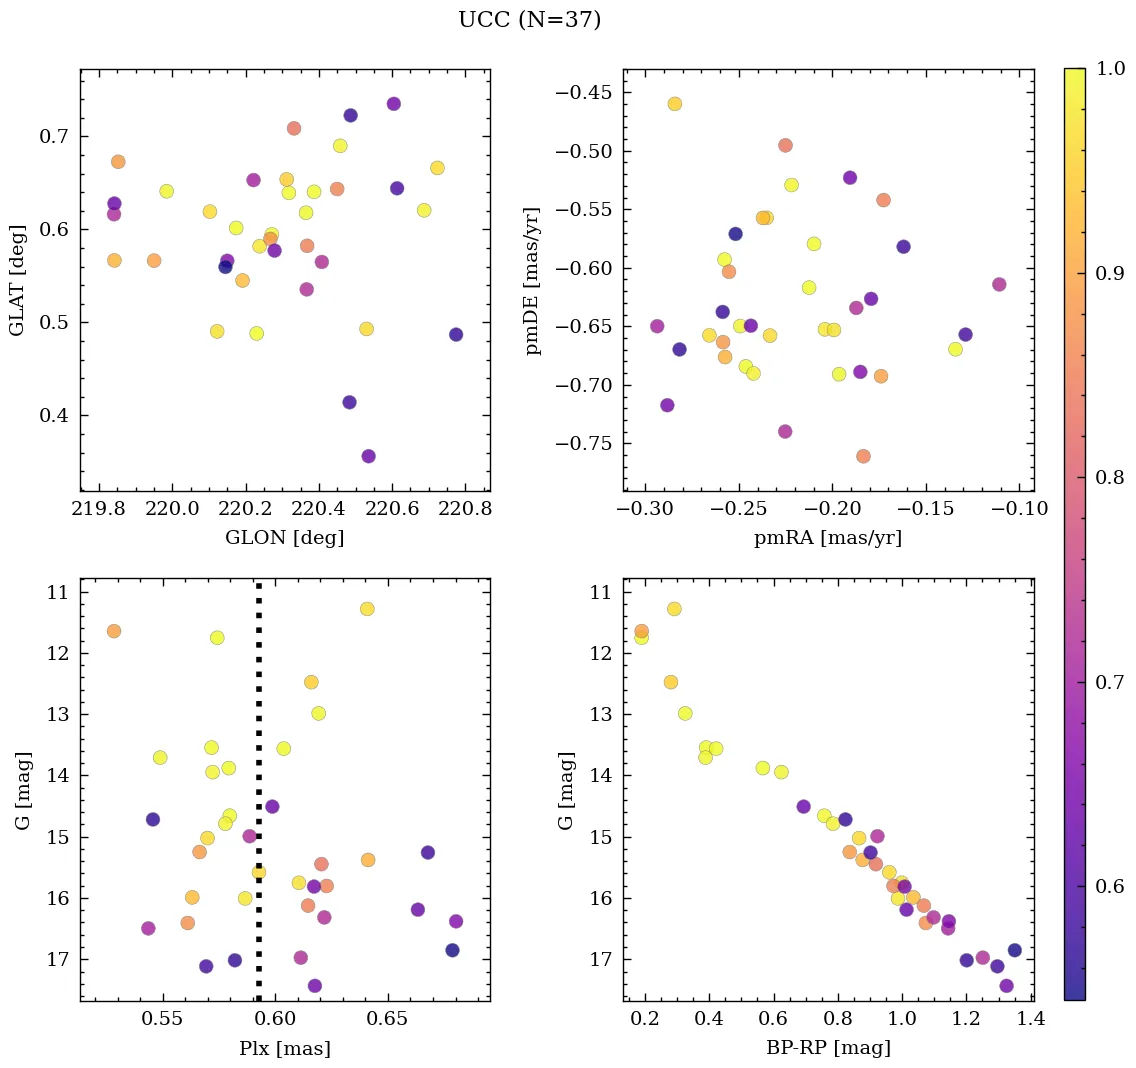 UCC (N=37)
0.7
0.6
0.5
0.4
GLAT [deg]
219.8 220.0 220.2 220.4 220.6 220.8
GLON [deg]
−0.45
−0.50
−0.55
−0.60
−0.65
−0.70
−0.75
pmDE [mas/yr]
−0.30 −0.25 −0.20 −0.15 −0.10
pmRA [mas/yr]
11
12
13
14
15
16
17
G [mag]
0.55 0.60 0.65
Plx [mas]
11
12
13
14
15
16
17
G [mag]
0.2 0.4 0.6 0.8 1.0 1.2 1.4
BP-RP [mag]
1.0
0.9
0.8
0.7
0.6